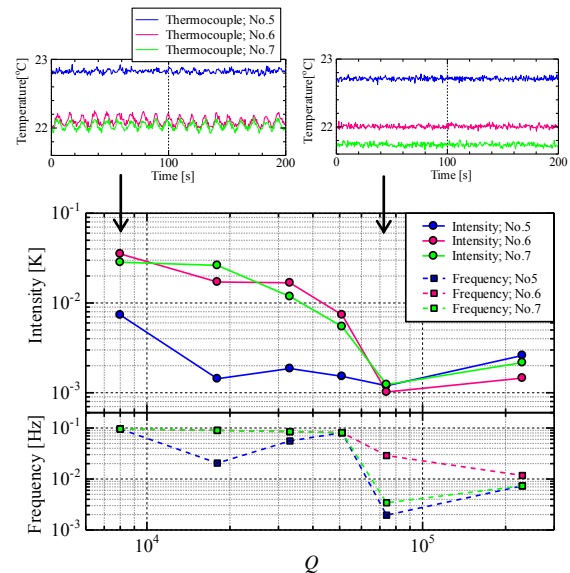 Thermocouple; No.5
Thermocouple; No.6
Thermocouple; No.7
Temperature[°C]
23
22
0
100
200
Time [s]
Temperature[°C]
23
22
0
100
200
Time [s]
Intensity [K]
10^-1
10^-2
10^-3
Intensity; No.5
Intensity; No.6
Intensity; No.7
Frequency; No5
Frequency; No.6
Frequency; No.7
Frequency [Hz]
10^-1
10^-2
10^-3
10^4
10^5
Q